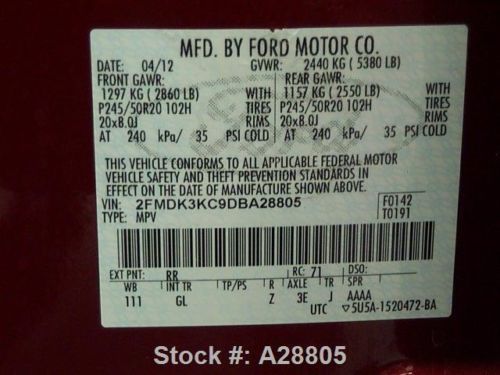 MFD. BY FORD MOTOR CO.
DATE: 04/12 GVWR: 2440 KG ( 5380 LB)
FRONT GAWR: REAR GAWR:
1297 KG ( 2860 LB) WITH 1157 KG ( 2550 LB) WITH
P245/50R20 102H TIRES P245/50R20 102H TIRES
20x8.0J RIMS 20x8.0J RIMS
AT 240 kPa/ 35 PSI COLD AT 240 kPa/ 35 PSI COLD
THIS VEHICLE CONFORMS TO ALL APPLICABLE FEDERAL MOTOR
VEHICLE SAFETY AND THEFT PREVENTION STANDARDS IN
EFFECT ON THE DATE OF MANUFACTURE SHOWN ABOVE.
VIN: 2FMDK3KC9DBA28805 F0142
TYPE: MPV T0191
EXT PNT: RR RC: 71 DSO:
WB INT TR TP/PS R AXLE TR SPR
111 GL Z 3E J AAAA
UTC 5U5A-1520472-BA
Ford
Stock #: A28805